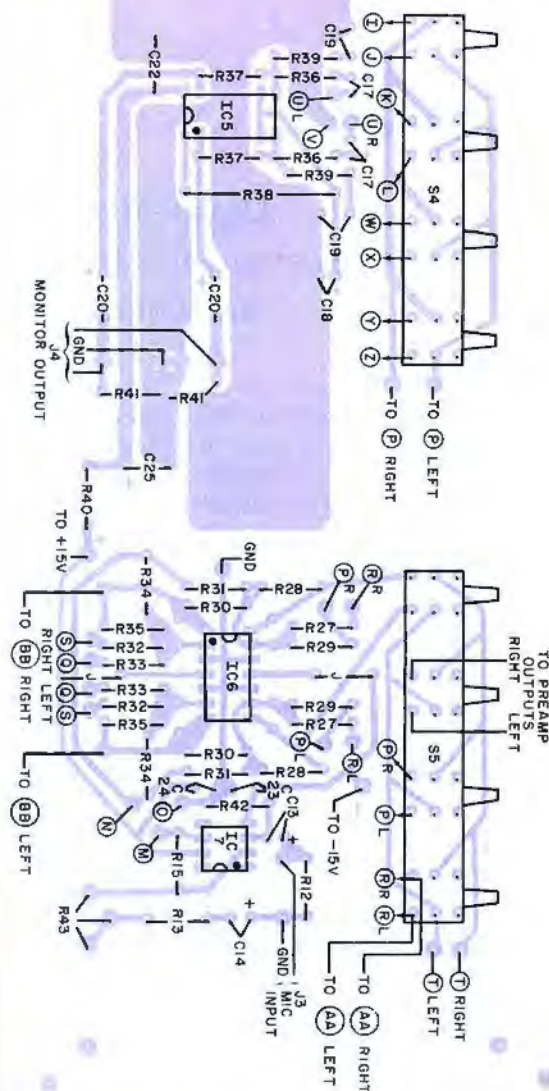 C19
I
J
C22
R39
R37
R36
C17
K
IC5
U L
V
U R
R37
R36
C17
R39
L
S4
R38
W
C19
X
C20
C20
C18
Y
Z
MONITOR OUTPUT
J4
GND
R41
R41
TO P RIGHT
TO P LEFT
C25
R40
TO +15V
GND
R34
R31
R28
P R
R R
R30
TO BB RIGHT
R35
R27
RIGHT LEFT
S
R32
R29
Q
R33
IC6
J
J
Q
R33
S
R32
R29
R35
R27
TO PREAMP OUTPUTS
RIGHT LEFT
S5
P R
R30
P L
R L
R34
R31
R28
TO BB LEFT
C24
C23
N
O
R42
C13
TO -15V
P L
M
IC 7
+
R15
R12
R R
R43
R13
+
C14
R L
GND
J3
MIC INPUT
TO AA LEFT
TO AA RIGHT
T LEFT
T RIGHT